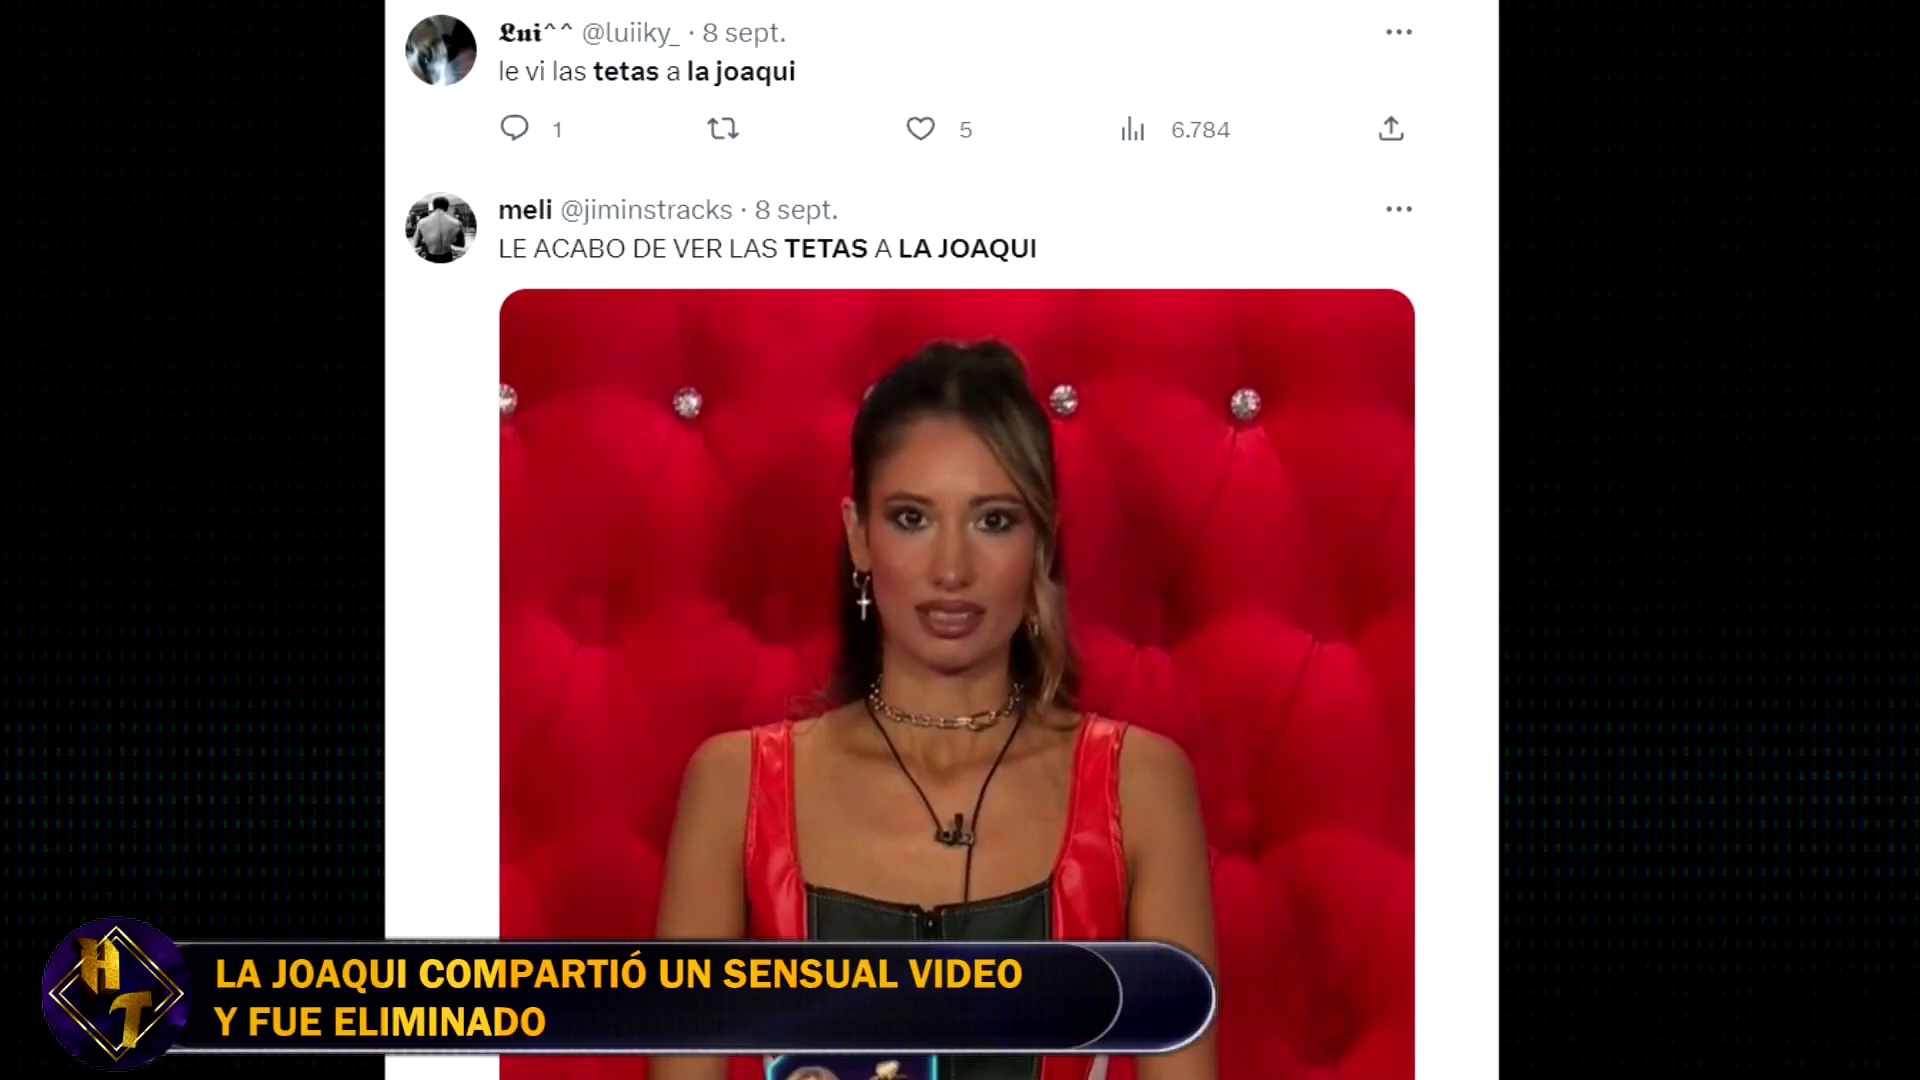 Lui^^ @luiiky_ · 8 sept.
le vi las tetas a la joaqui
1 5 6.784
meli @jiminstracks · 8 sept.
LE ACABO DE VER LAS TETAS A LA JOAQUI
HT
LA JOAQUI COMPARTIÓ UN SENSUAL VIDEO
Y FUE ELIMINADO